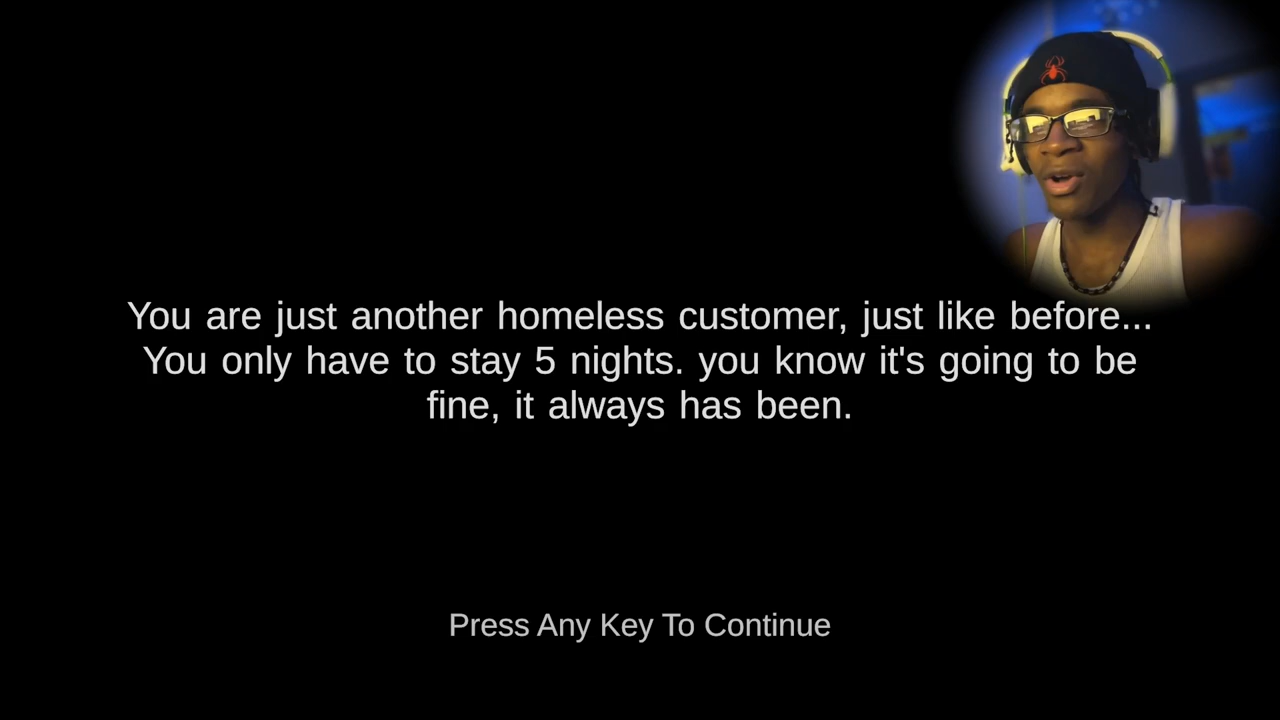 You are just another homeless customer, just like before...
You only have to stay 5 nights. you know it's going to be
fine, it always has been.
Press Any Key To Continue